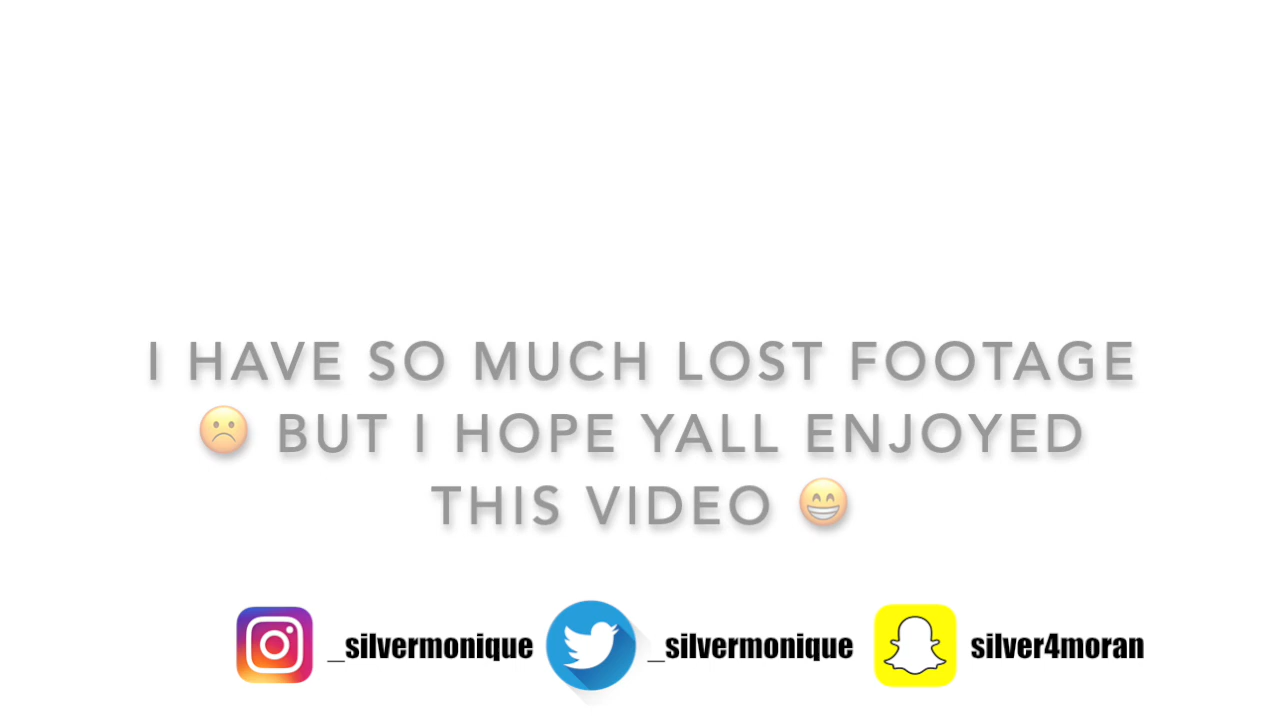 I HAVE SO MUCH LOST FOOTAGE
☹️ BUT I HOPE YALL ENJOYED
THIS VIDEO 😁
_silvermonique _silvermonique silver4moran